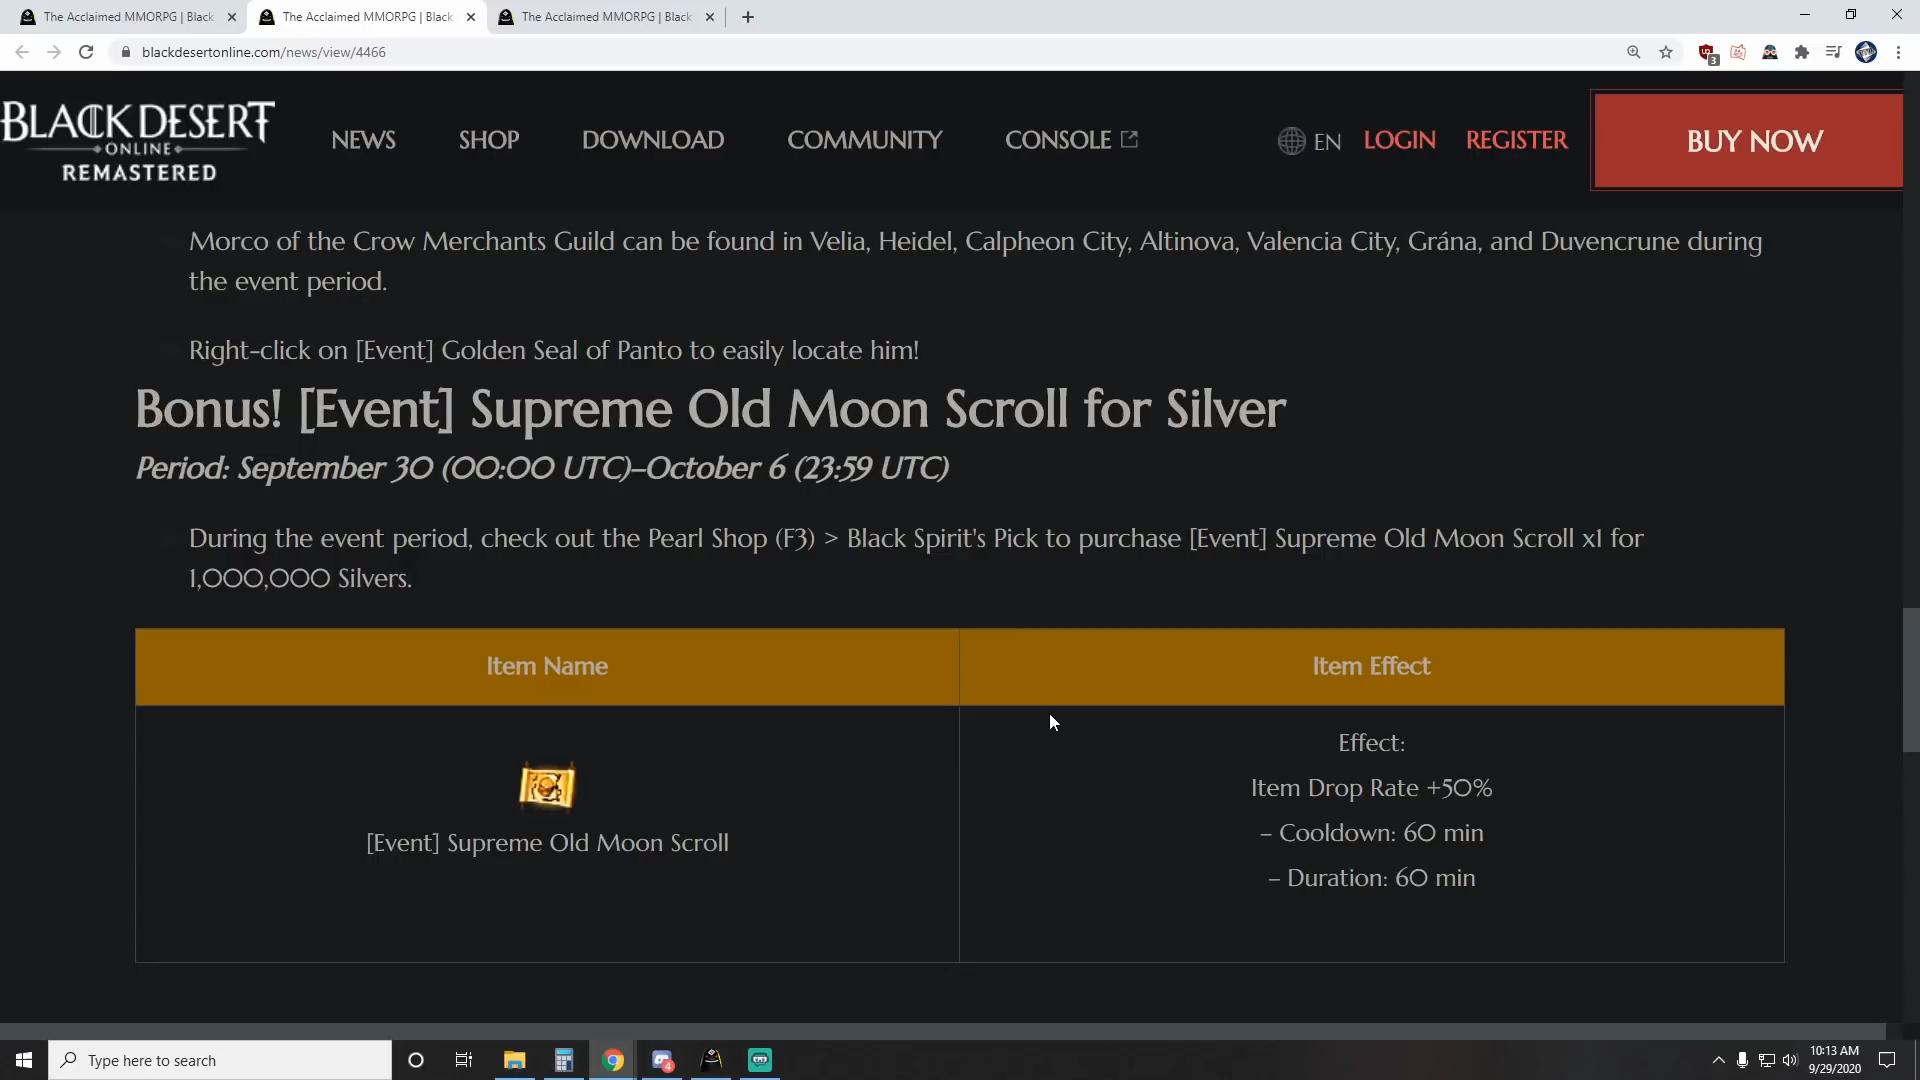 The Acclaimed MMORPG | Black
The Acclaimed MMORPG | Black
The Acclaimed MMORPG | Black
blackdesertonline.com/news/view/4466
3
BLACK DESERT
ONLINE
REMASTERED
NEWS
SHOP
DOWNLOAD
COMMUNITY
CONSOLE
EN
LOGIN
REGISTER
BUY NOW
Morco of the Crow Merchants Guild can be found in Velia, Heidel, Calpheon City, Altinova, Valencia City, Grána, and Duvencrune during
the event period.
Right-click on [Event] Golden Seal of Panto to easily locate him!
Bonus! [Event] Supreme Old Moon Scroll for Silver
Period: September 30 (00:00 UTC)–October 6 (23:59 UTC)
During the event period, check out the Pearl Shop (F3) > Black Spirit's Pick to purchase [Event] Supreme Old Moon Scroll x1 for
1,000,000 Silvers.
Item Name
Item Effect
[Event] Supreme Old Moon Scroll
Effect:
Item Drop Rate +50%
– Cooldown: 60 min
– Duration: 60 min
Type here to search
4
10:13 AM
9/29/2020